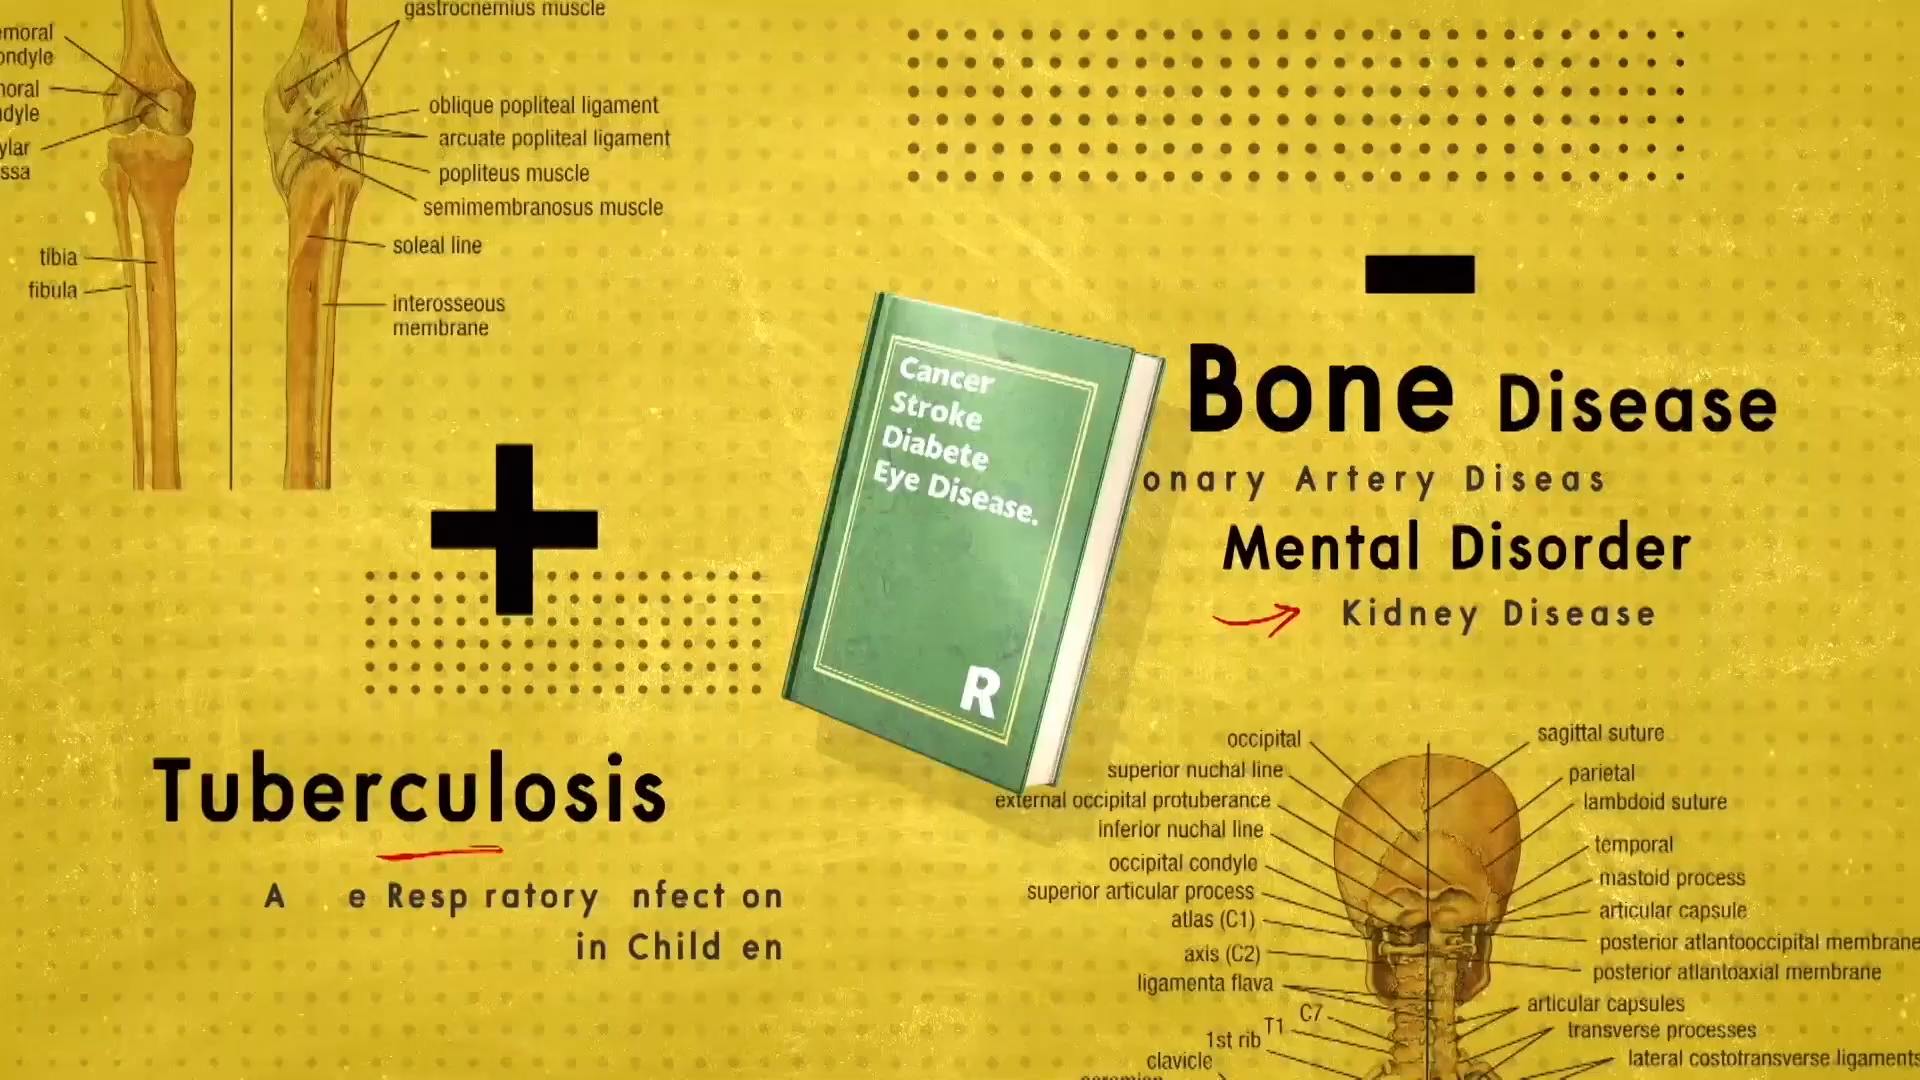 gastrocnemius muscle
emoral
ondyle
oblique popliteal ligament
arcuate popliteal ligament
popliteus muscle
semimembranosus muscle
soleal line
tibia
fibula
interosseous
membrane
Cancer
Stroke
Diabete
Eye Disease.
R
Bone Disease
onary Artery Diseas
Mental Disorder
Kidney Disease
Tuberculosis
A e Resp ratory nfect on
in Child en
occipital
superior nuchal line
external occipital protuberance
inferior nuchal line
occipital condyle
superior articular process
atlas (C1)
axis (C2)
ligamenta flava
C7
T1
1st rib
clavicle
sagittal suture
parietal
lambdoid suture
temporal
mastoid process
articular capsule
posterior atlantooccipital membrane
posterior atlantoaxial membrane
articular capsules
transverse processes
lateral costotransverse ligaments